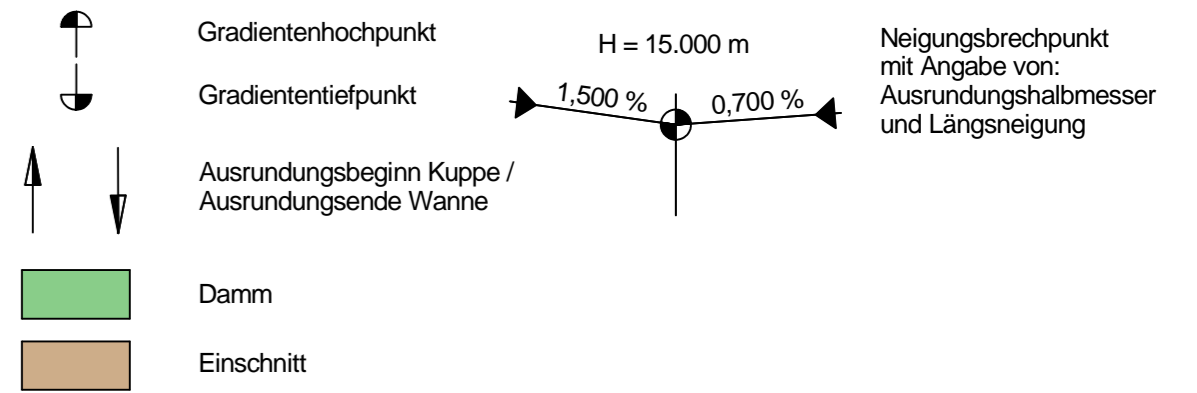 Gradientenhochpunkt
Gradiententiefpunkt
Ausrundungsbeginn Kuppe /
Ausrundungsende Wanne
Damm
Einschnitt
H = 15.000 m
1,500 %
0,700 %
Neigungsbrechpunkt
mit Angabe von:
Ausrundungshalbmesser
und Längsneigung